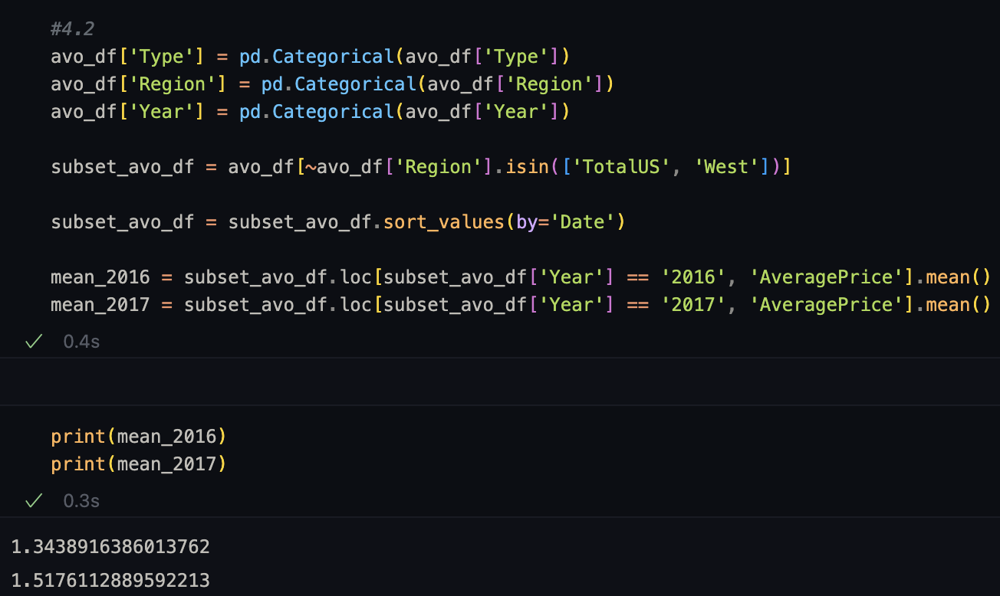 #4.2
avo_df['Type'] = pd.Categorical(avo_df['Type'])
avo_df['Region'] = pd.Categorical(avo_df['Region'])
avo_df['Year'] = pd.Categorical(avo_df['Year'])
subset_avo_df = avo_df[~avo_df['Region'].isin(['TotalUS', 'West'])]
subset_avo_df = subset_avo_df.sort_values(by='Date')
mean_2016 = subset_avo_df.loc[subset_avo_df['Year'] == '2016', 'AveragePrice'].mean()
mean_2017 = subset_avo_df.loc[subset_avo_df['Year'] == '2017', 'AveragePrice'].mean()
0.4s
print(mean_2016)
print(mean_2017)
0.3s
1.3438916386013762
1.5176112889592213